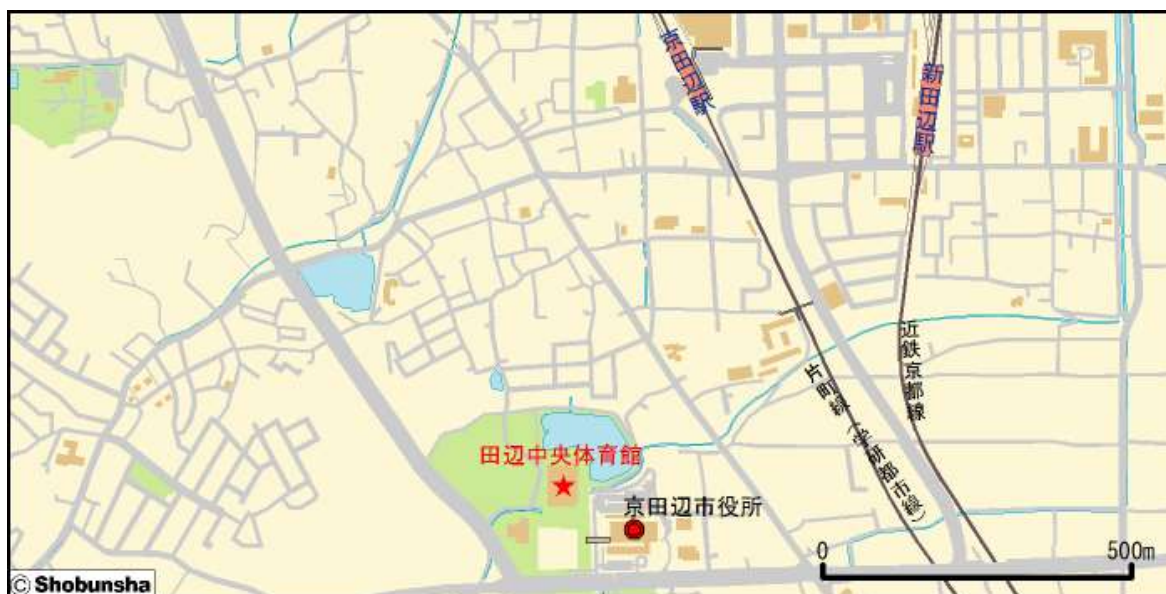 京田辺駅
新田辺駅
P
近鉄京都線
片町線(学研都市線)
田辺中央体育館
京田辺市役所
0 500m
© Shobunsha